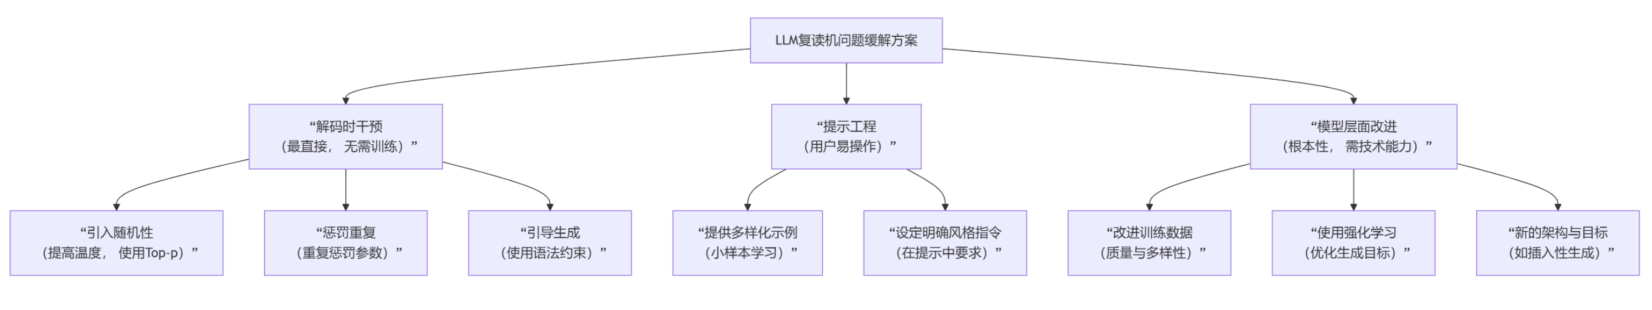 LLM复读机问题缓解方案
“解码时干预
（最直接， 无需训练）”
“提示工程
（用户易操作）”
“模型层面改进
（根本性， 需技术能力）”
“引入随机性
（提高温度， 使用Top-p）”
“惩罚重复
（重复惩罚参数）”
“引导生成
（使用语法约束）”
“提供多样化示例
（小样本学习）”
“设定明确风格指令
（在提示中要求）”
“改进训练数据
（质量与多样性）”
“使用强化学习
（优化生成目标）”
“新的架构与目标
（如插入性生成）”